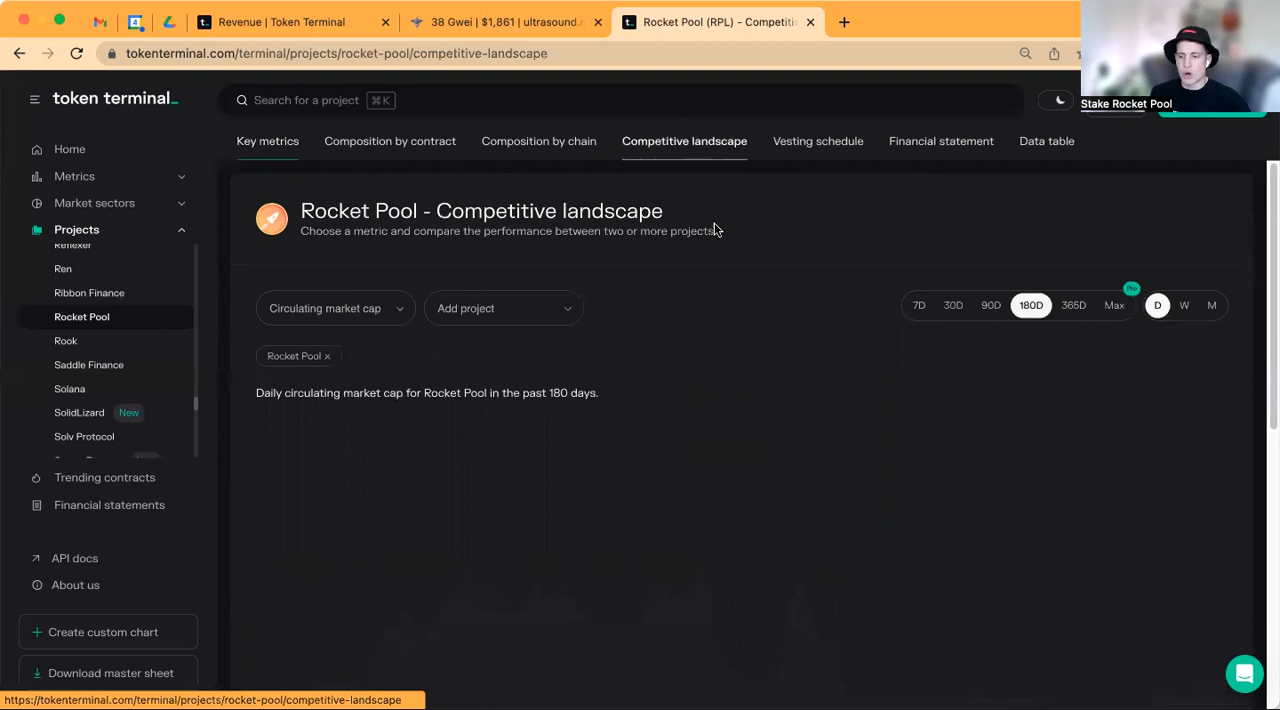 Revenue | Token Terminal
38 Gwei | $1,861 | ultrasound.n
Rocket Pool (RPL) - Competitiv
tokenterminal.com/terminal/projects/rocket-pool/competitive-landscape
Stake Rocket Pool
token terminal_
Search for a project ⌘K
Home
Metrics
Market sectors
Projects
Reflexer
Ren
Ribbon Finance
Rocket Pool
Rook
Saddle Finance
Solana
SolidLizard New
Solv Protocol
Trending contracts
Financial statements
API docs
About us
Create custom chart
Download master sheet
Key metrics Composition by contract Composition by chain Competitive landscape Vesting schedule Financial statement Data table
Rocket Pool - Competitive landscape
Choose a metric and compare the performance between two or more projects.
Circulating market cap Add project
Pro
7D 30D 90D 180D 365D Max D W M
Rocket Pool ×
Daily circulating market cap for Rocket Pool in the past 180 days.
https://tokenterminal.com/terminal/projects/rocket-pool/competitive-landscape